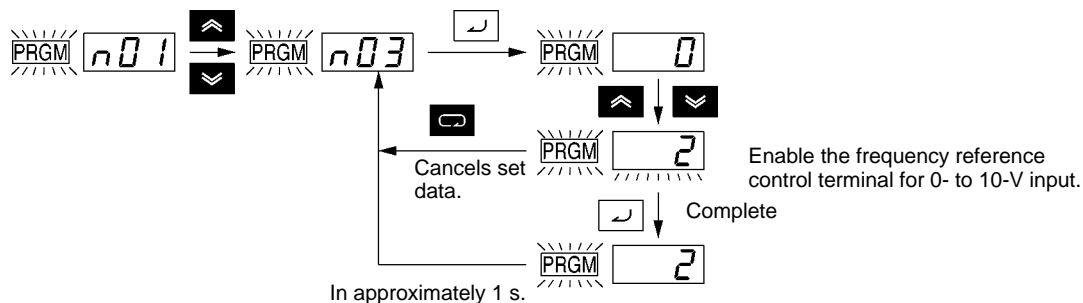 PRGM n01 PRGM n03 PRGM 0
PRGM 2
Cancels set
data.
Enable the frequency reference
control terminal for 0- to 10-V input.
Complete
PRGM 2
In approximately 1 s.